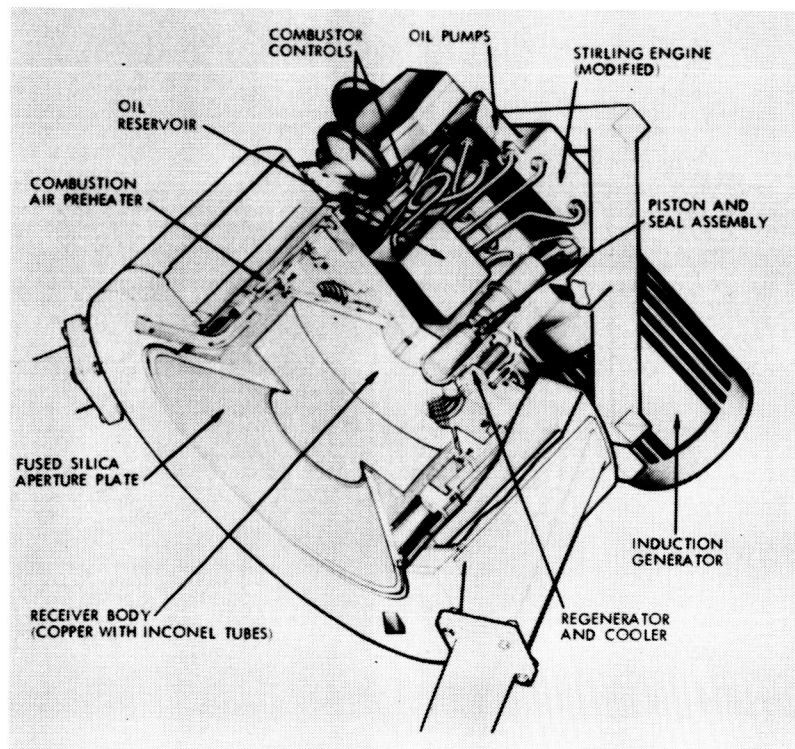 COMBUSTOR
CONTROLS
OIL PUMPS
STIRLING ENGINE
(MODIFIED)
OIL
RESERVOIR
COMBUSTION
AIR PREHEATER
PISTON AND
SEAL ASSEMBLY
FUSED SILICA
APERTURE PLATE
INDUCTION
GENERATOR
RECEIVER BODY
(COPPER WITH INCONEL TUBES)
REGENERATOR
AND COOLER